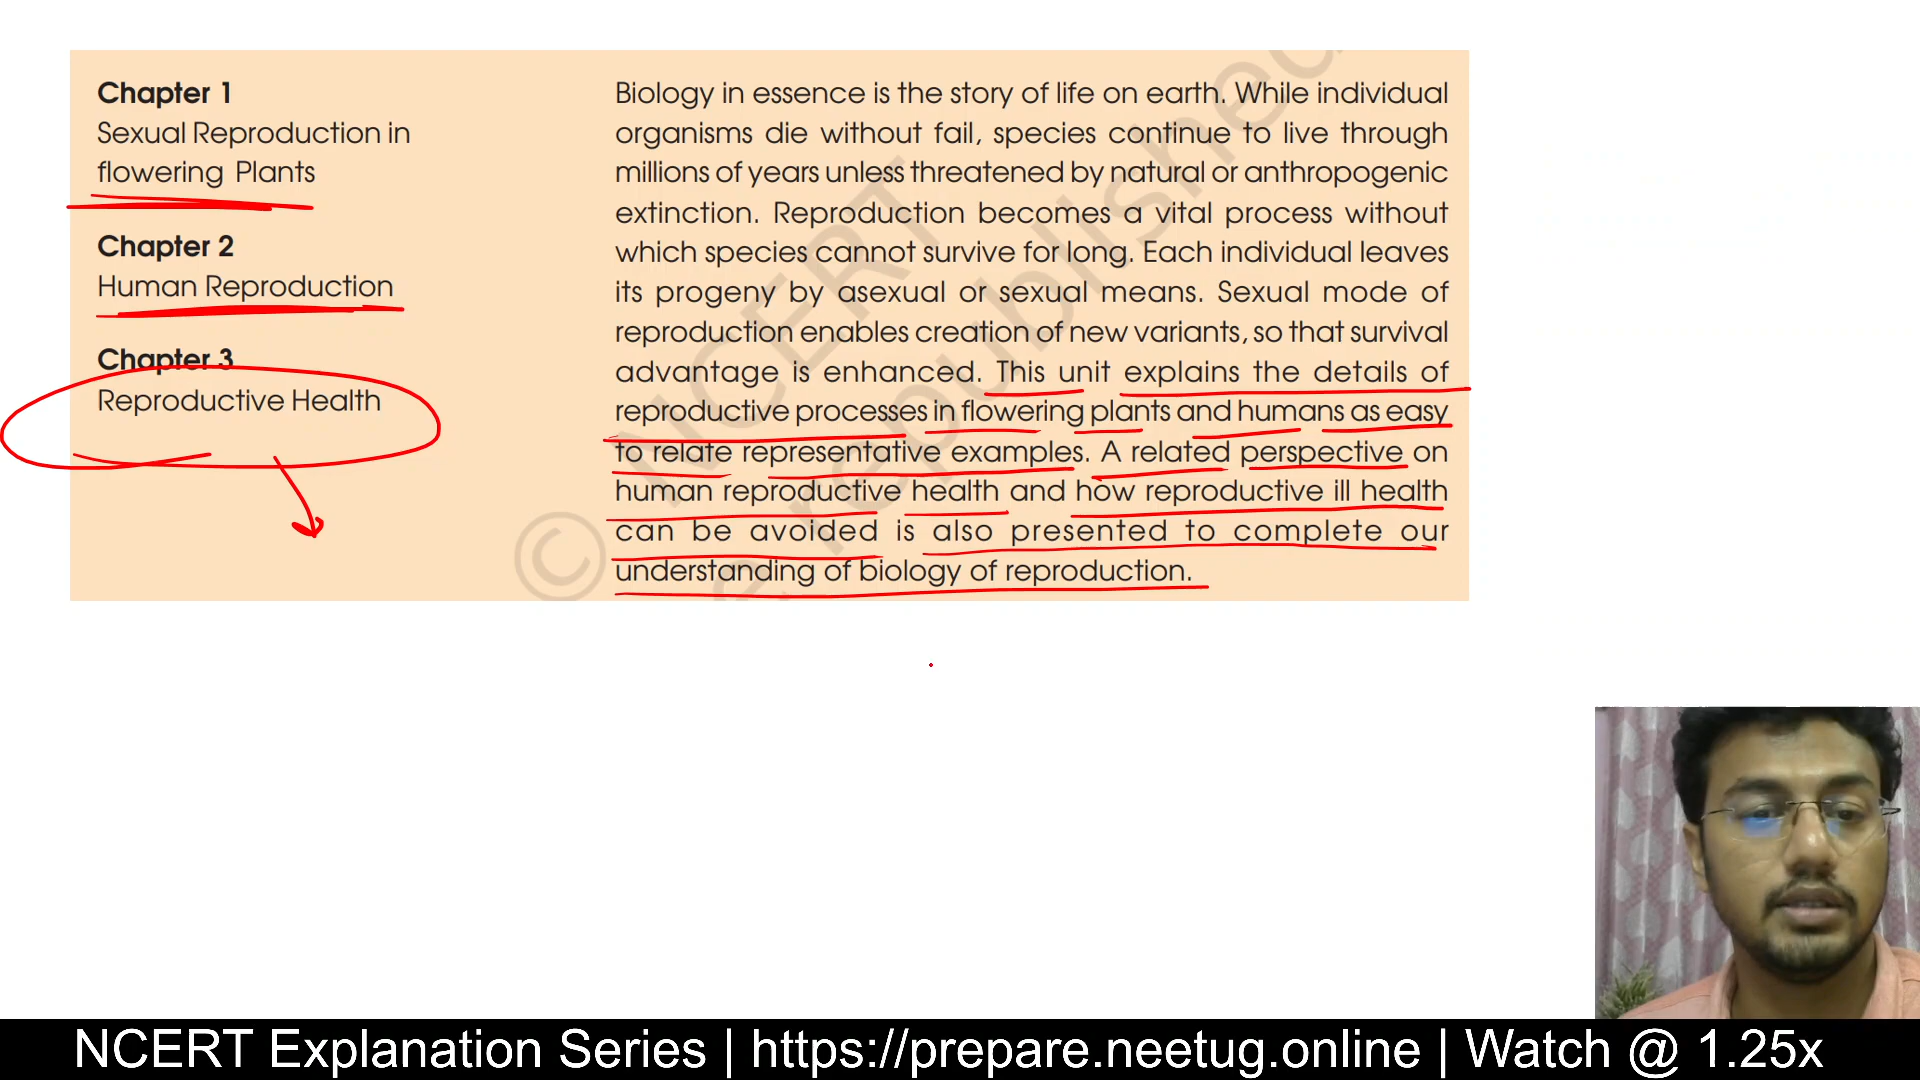 Chapter 1
Sexual Reproduction in
flowering Plants
Chapter 2
Human Reproduction
Chapter 3
Reproductive Health
Biology in essence is the story of life on earth. While individual
organisms die without fail, species continue to live through
millions of years unless threatened by natural or anthropogenic
extinction. Reproduction becomes a vital process without
which species cannot survive for long. Each individual leaves
its progeny by asexual or sexual means. Sexual mode of
reproduction enables creation of new variants, so that survival
advantage is enhanced. This unit explains the details of
reproductive processes in flowering plants and humans as easy
to relate representative examples. A related perspective on
human reproductive health and how reproductive ill health
can be avoided is also presented to complete our
understanding of biology of reproduction.
© NCERT
republished
NCERT Explanation Series | https://prepare.neetug.online | Watch @ 1.25x